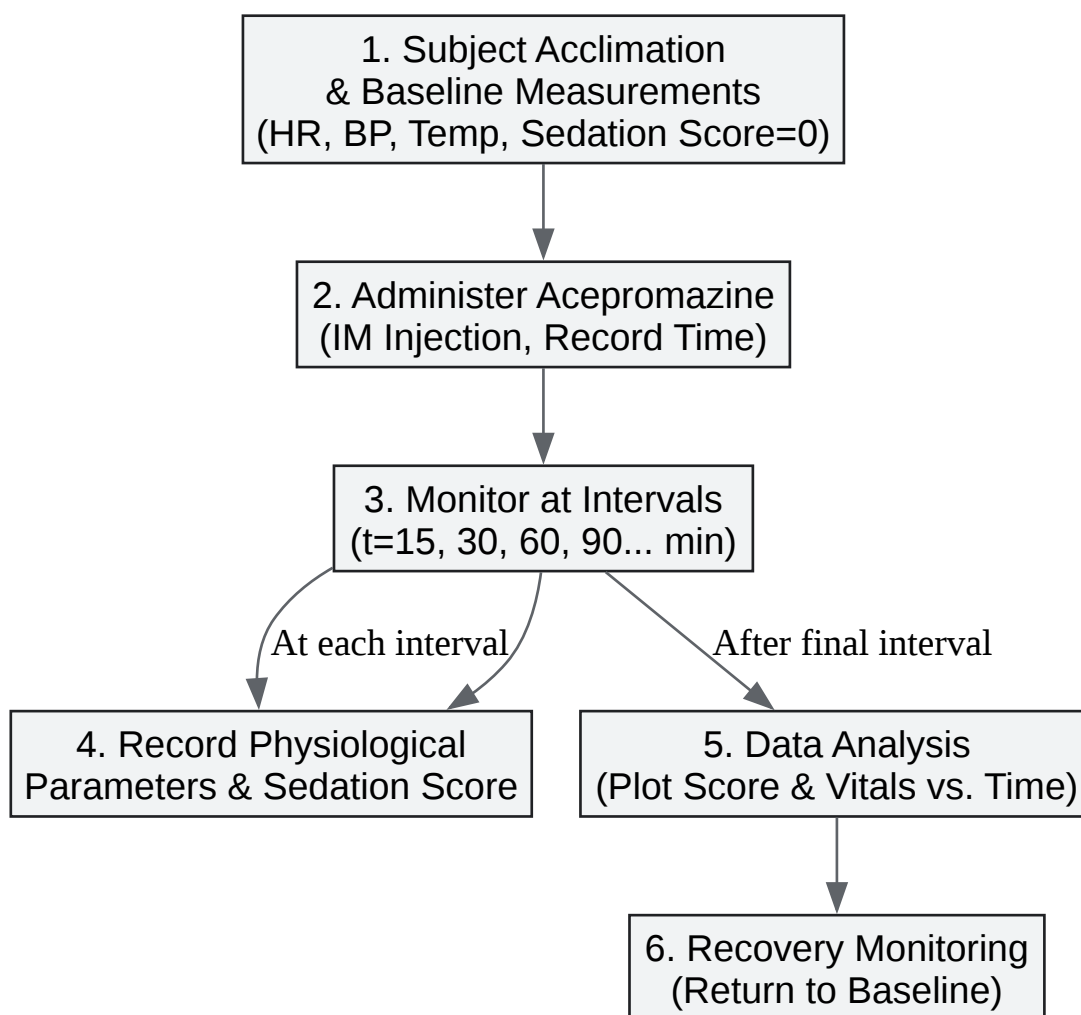 1. Subject Acclimation
& Baseline Measurements
(HR, BP, Temp, Sedation Score=0)
2. Administer Acepromazine
(IM Injection, Record Time)
3. Monitor at Intervals
(t=15, 30, 60, 90... min)
At each interval
After final interval
4. Record Physiological
Parameters & Sedation Score
5. Data Analysis
(Plot Score & Vitals vs. Time)
6. Recovery Monitoring
(Return to Baseline)